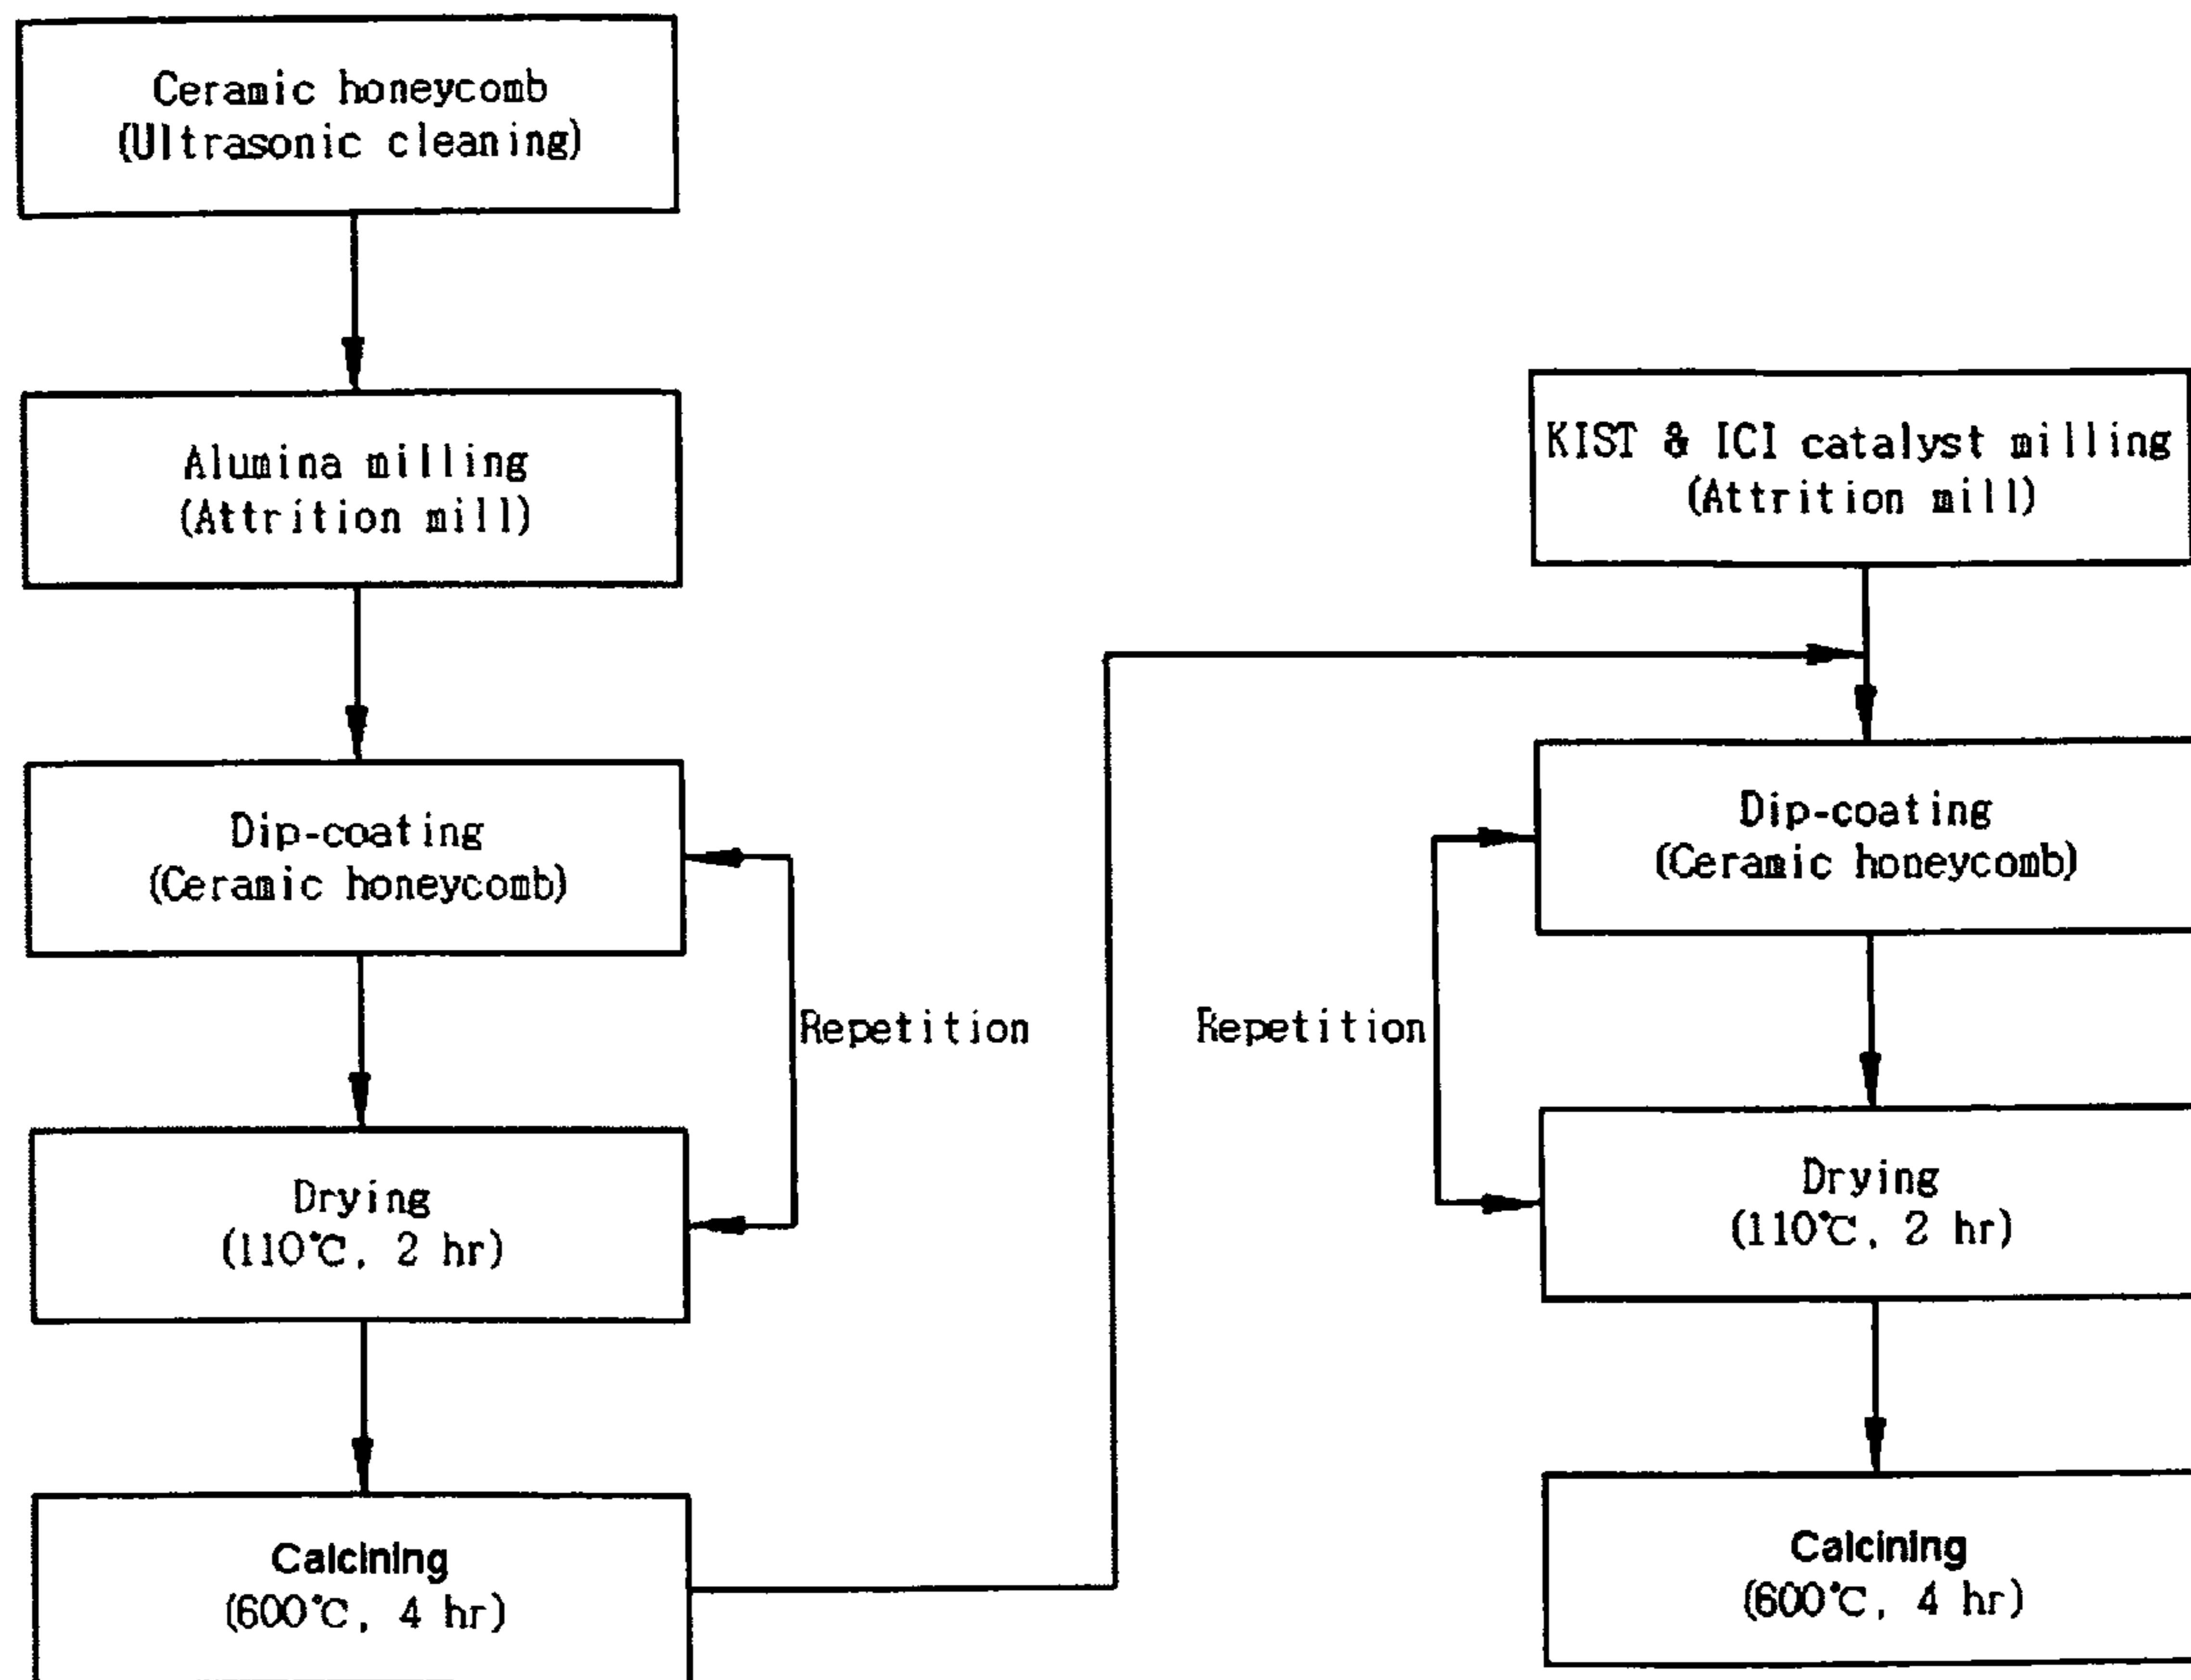 Ceramic honeycomb
(Ultrasonic cleaning)
Alumina milling
(Attrition mill)
Dip-coating
(Ceramic honeycomb)
Repetition
Drying
(110℃, 2 hr)
Calcining
(600℃, 4 hr)
KIST & ICI catalyst milling
(Attrition mill)
Dip-coating
(Ceramic honeycomb)
Repetition
Drying
(110℃, 2 hr)
Calcining
(600℃, 4 hr)